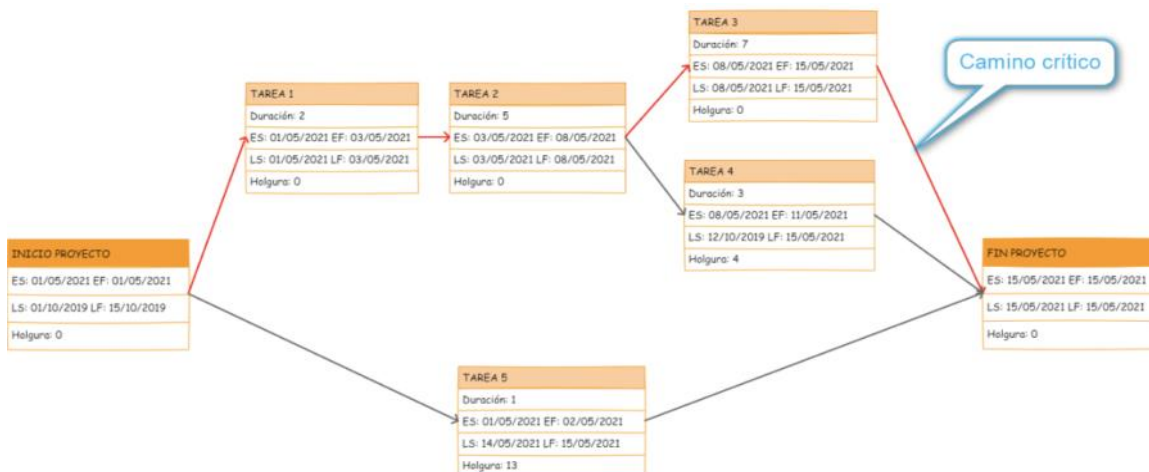 TAREA 3
Duración: 7
ES: 08/05/2021 EF: 15/05/2021
LS: 08/05/2021 LF: 15/05/2021
Holgura: 0
Camino crítico
TAREA 1
Duración: 2
ES: 01/05/2021 EF: 03/05/2021
LS: 01/05/2021 LF: 03/05/2021
Holgura: 0
TAREA 2
Duración: 5
ES: 03/05/2021 EF: 08/05/2021
LS: 03/05/2021 LF: 08/05/2021
Holgura: 0
TAREA 4
Duración: 3
ES: 08/05/2021 EF: 11/05/2021
LS: 12/10/2019 LF: 15/05/2021
Holgura: 4
INICIO PROYECTO
ES: 01/05/2021 EF: 01/05/2021
LS: 01/10/2019 LF: 15/10/2019
Holgura: 0
FIN PROYECTO
ES: 15/05/2021 EF: 15/05/2021
LS: 15/05/2021 LF: 15/05/2021
Holgura: 0
TAREA 5
Duración: 1
ES: 01/05/2021 EF: 02/05/2021
LS: 14/05/2021 LF: 15/05/2021
Holgura: 13